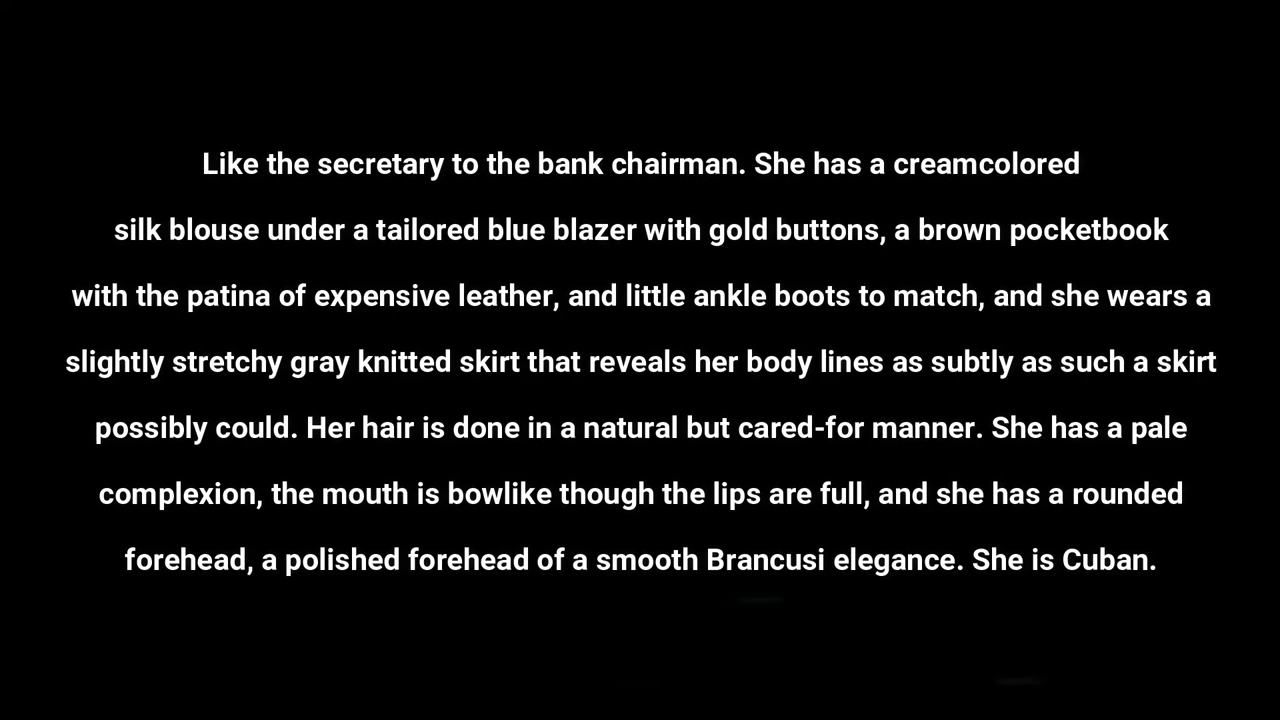 Like the secretary to the bank chairman. She has a creamcolored
silk blouse under a tailored blue blazer with gold buttons, a brown pocketbook
with the patina of expensive leather, and little ankle boots to match, and she wears a
slightly stretchy gray knitted skirt that reveals her body lines as subtly as such a skirt
possibly could. Her hair is done in a natural but cared-for manner. She has a pale
complexion, the mouth is bowlike though the lips are full, and she has a rounded
forehead, a polished forehead of a smooth Brancusi elegance. She is Cuban.